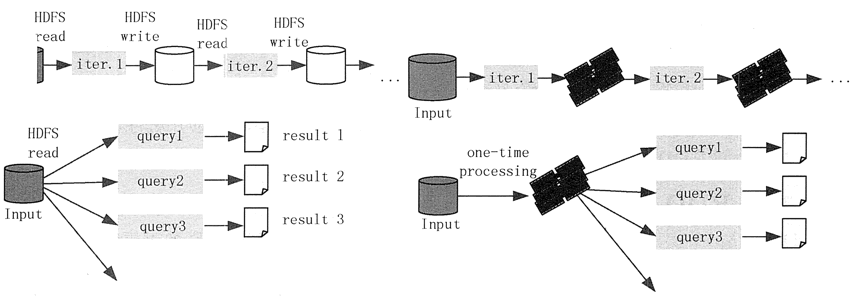 HDFS
read
HDFS
write
HDFS
read
HDFS
write
iter.1
iter.2
...
Input
iter.1
iter.2
...
HDFS
read
Input
query1
result 1
query2
result 2
query3
result 3
one-time
processing
Input
query1
query2
query3